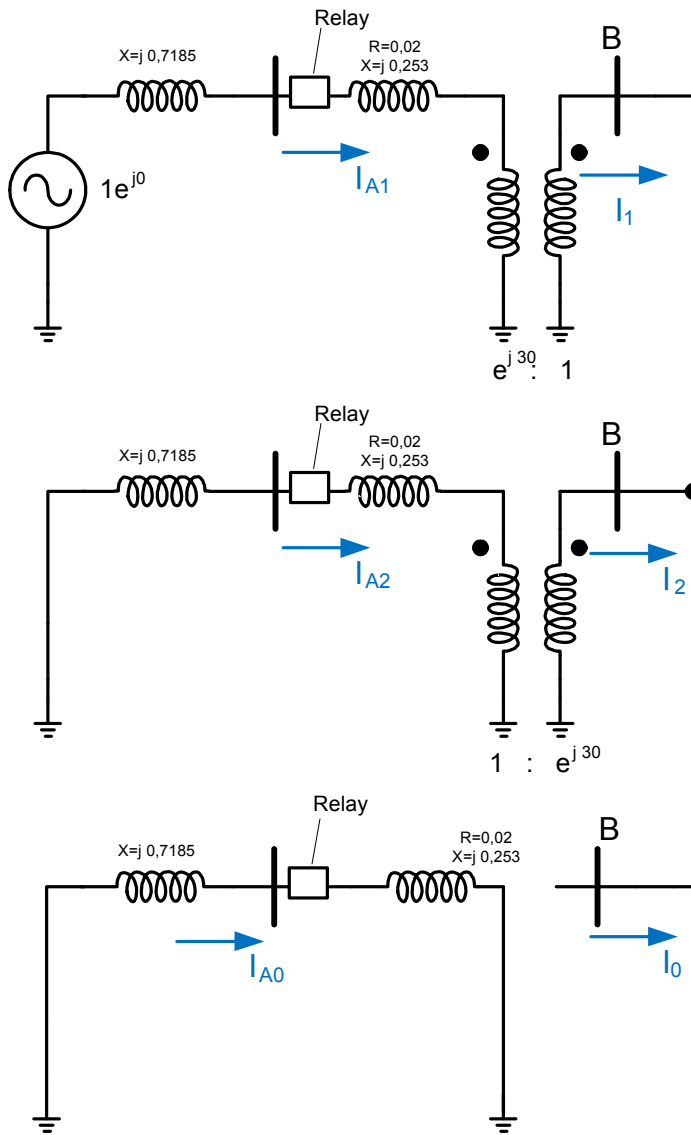 Relay
X=j 0,7185
R=0,02
X=j 0,253
B
1e^j0
I_A1
I_1
e^j 30 : 1
Relay
X=j 0,7185
R=0,02
X=j 0,253
B
I_A2
I_2
1 : e^j 30
Relay
X=j 0,7185
R=0,02
X=j 0,253
B
I_A0
I_0